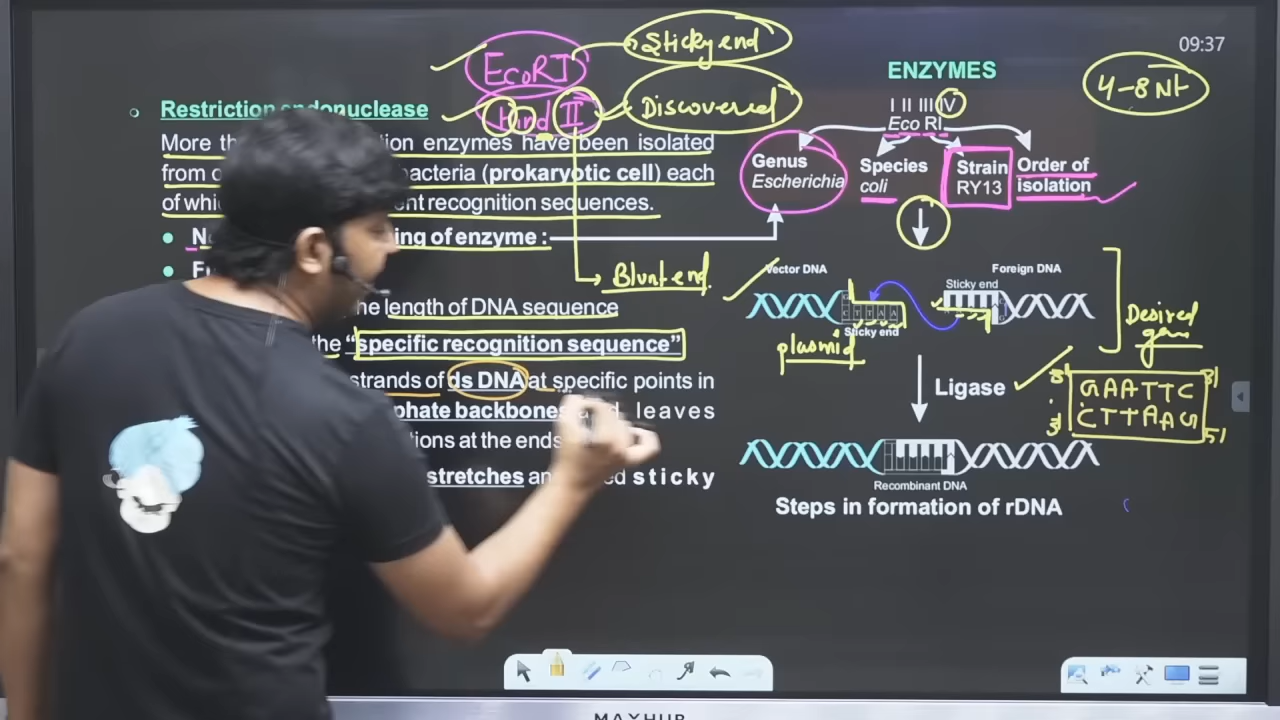 09:37
EcoRI
Sticky end
Hind II
Discovered
Blunt end
4-8 Nt
Restriction endonuclease
More th ion enzymes have been isolated
from bacteria (prokaryotic cell) each
of whi nt recognition sequences.
ing of enzyme :
the length of DNA sequence
the "specific recognition sequence"
strands of ds DNA at specific points in
phate backbones leaves
tions at the ends
stretches sticky
ENZYMES
I II III IV
Eco RI
Genus
Escherichia
Species
coli
Strain
RY13
Order of
isolation
Vector DNA
Foreign DNA
Sticky end
C T T A A
Sticky end
plasmid
Desired
gene
Ligase
GAATTC 3'
3' CTTAAG 5'
Recombinant DNA
Steps in formation of rDNA
MAXHUB